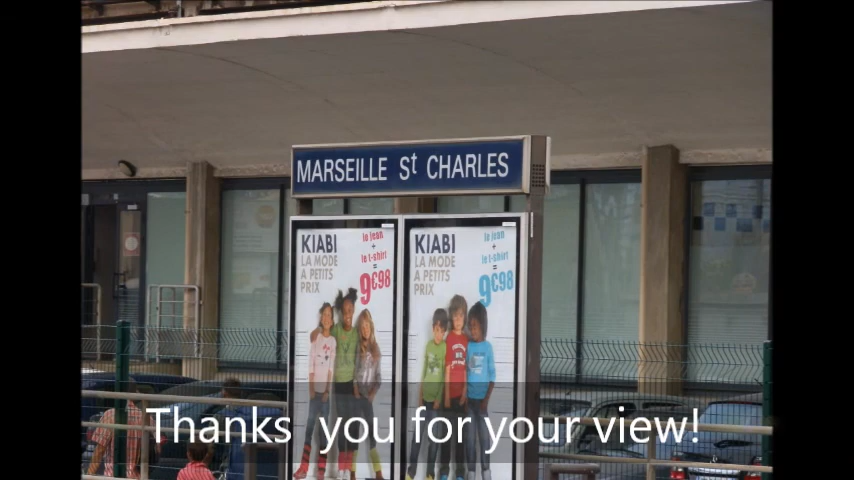 MARSEILLE St CHARLES
KIABI
LA MODE
A PETITS
PRIX
le jean
+
le t-shirt
=
9€98
KIABI
LA MODE
A PETITS
PRIX
le jean
+
le t-shirt
=
9€98
Thanks  you for your view!